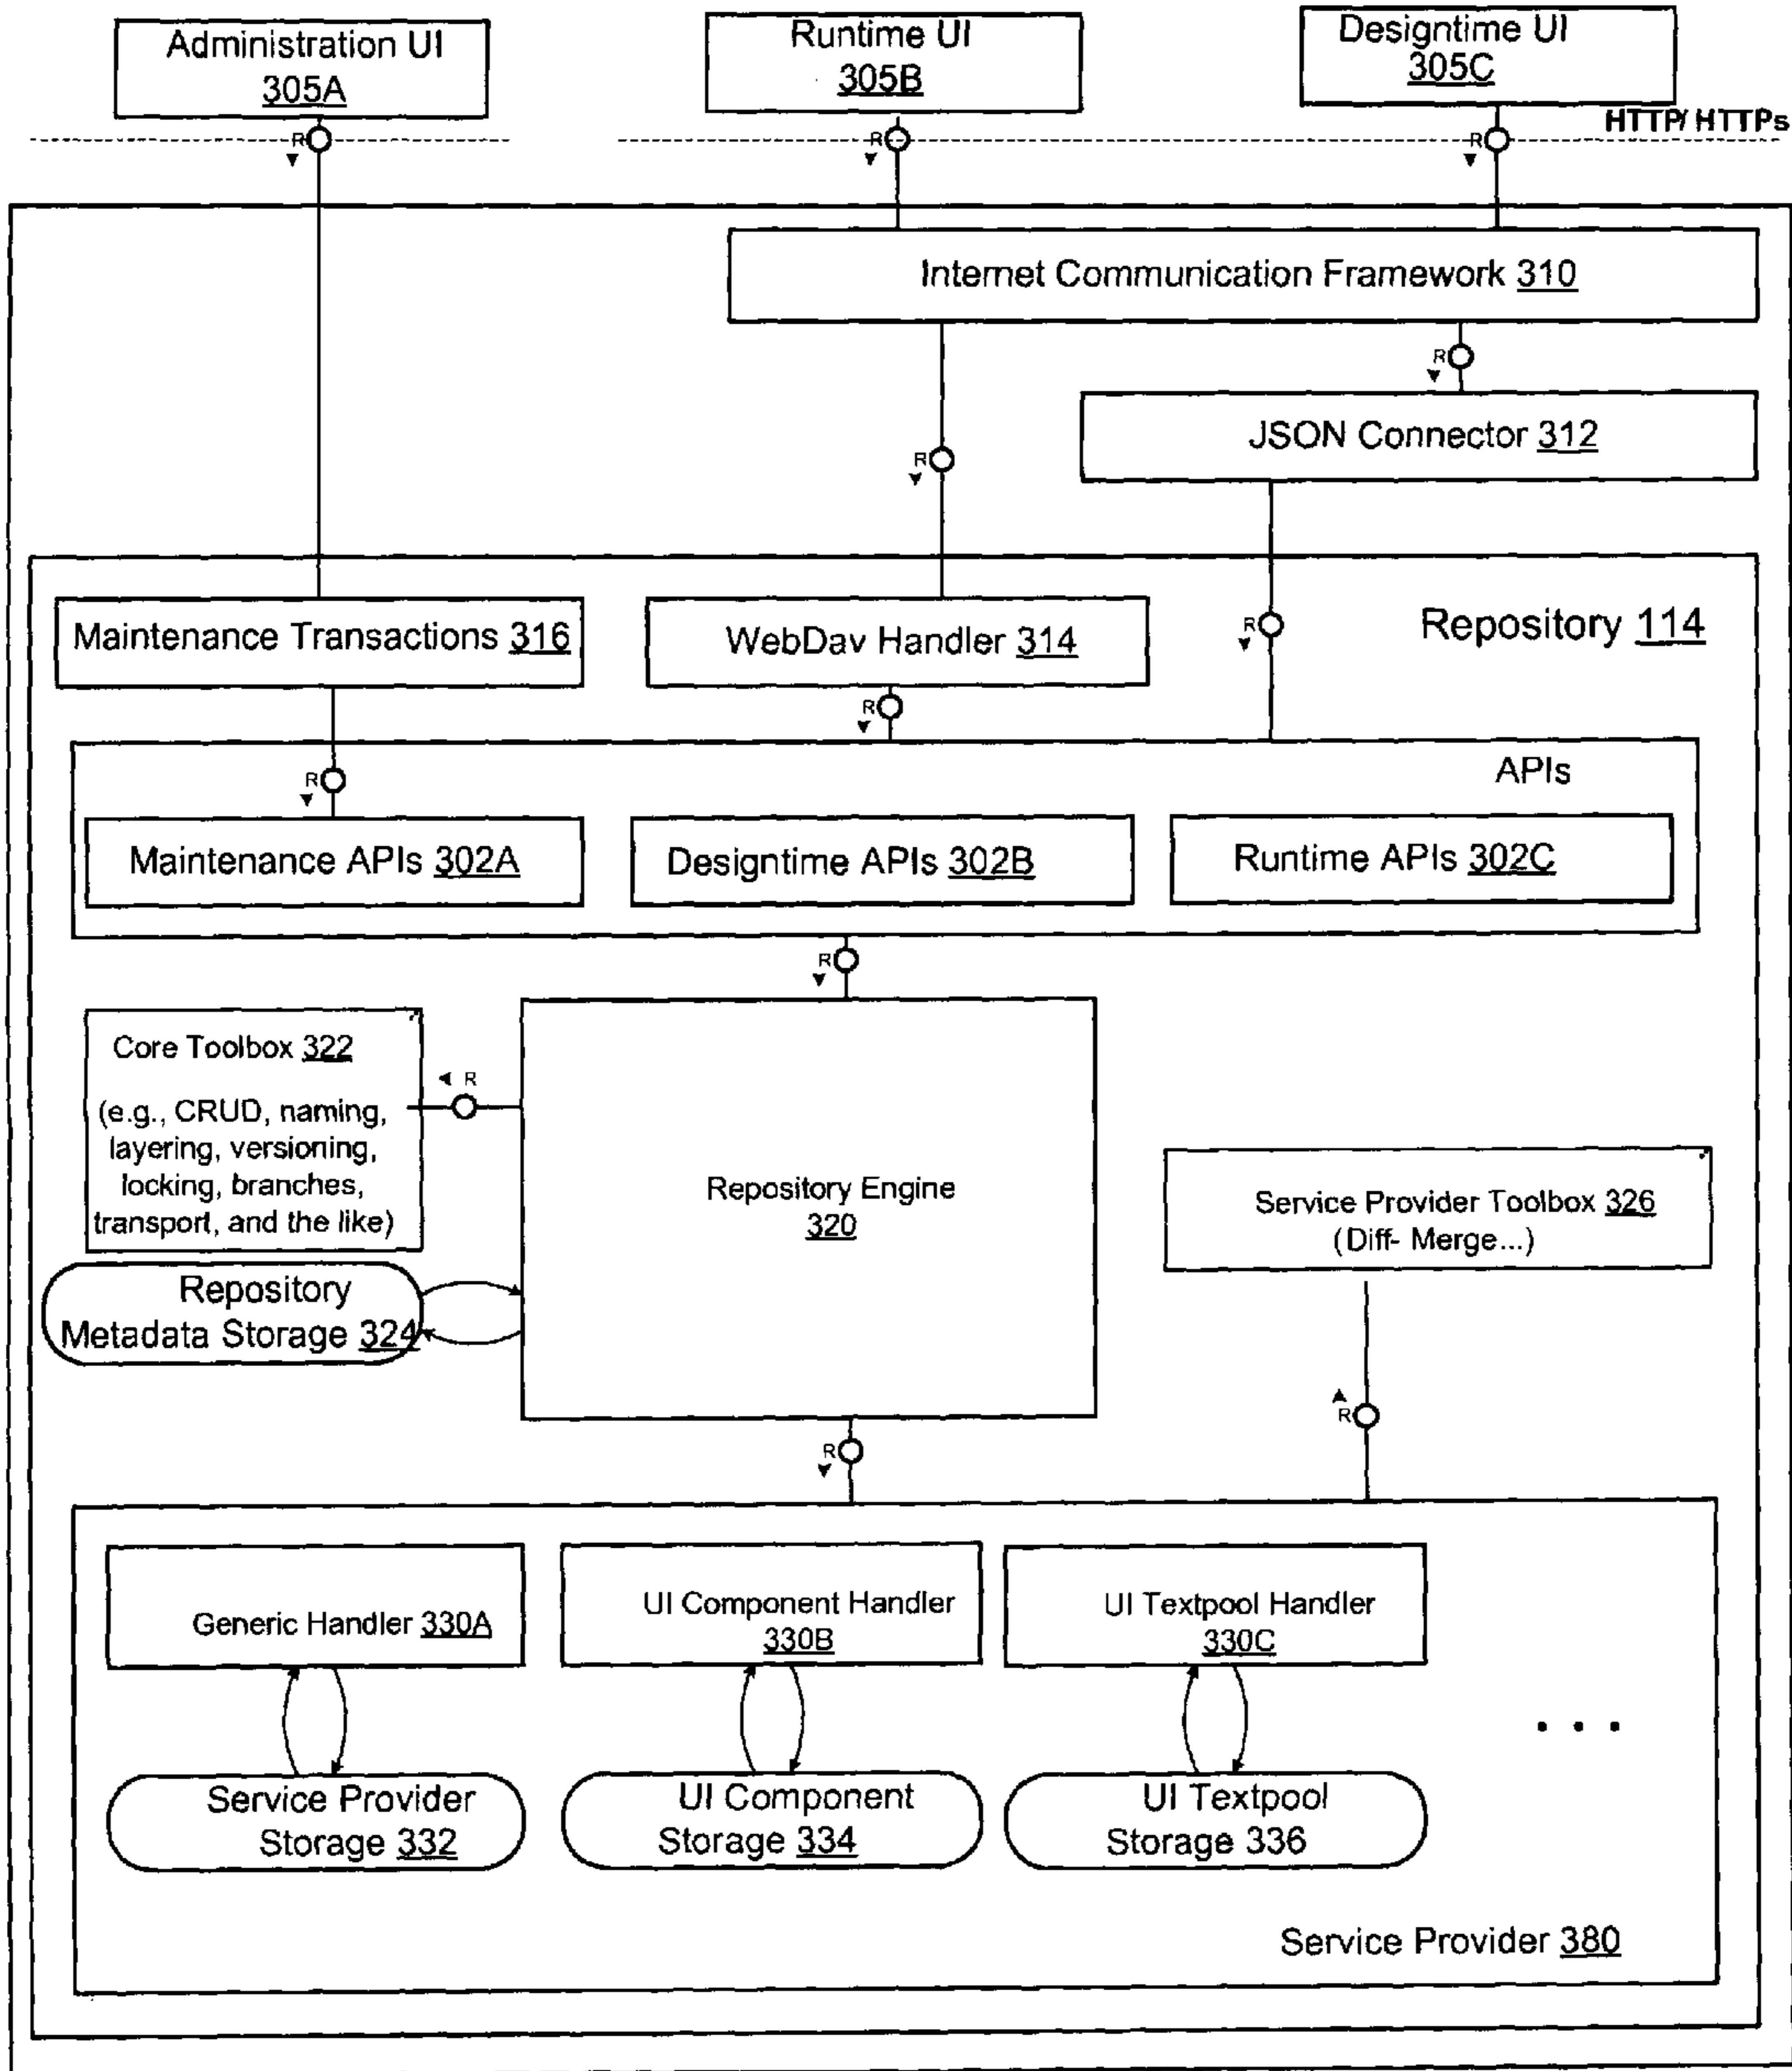 Administration UI
305A
Runtime UI
305B
Designtime UI
305C
HTTP/ HTTPs
R
R
R
Internet Communication Framework 310
R
JSON Connector 312
R
Maintenance Transactions 316
WebDav Handler 314
R
Repository 114
R
R
APIs
Maintenance APIs 302A
Designtime APIs 302B
Runtime APIs 302C
R
Core Toolbox 322
(e.g., CRUD, naming,
layering, versioning,
locking, branches,
transport, and the like)
R
Repository Engine
320
Service Provider Toolbox 326
(Diff- Merge...)
Repository
Metadata Storage 324
R
R
Generic Handler 330A
UI Component Handler
330B
UI Textpool Handler
330C
. . .
Service Provider
Storage 332
UI Component
Storage 334
UI Textpool
Storage 336
Service Provider 380